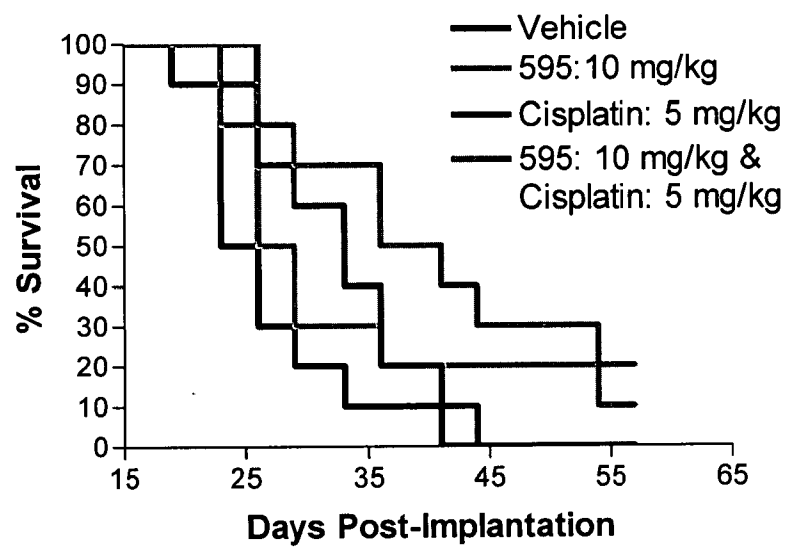 Vehicle
595:10 mg/kg
Cisplatin: 5 mg/kg
595: 10 mg/kg &
Cisplatin: 5 mg/kg
% Survival
100
90
80
70
60
50
40
30
20
10
0
15 25 35 45 55 65
Days Post-Implantation